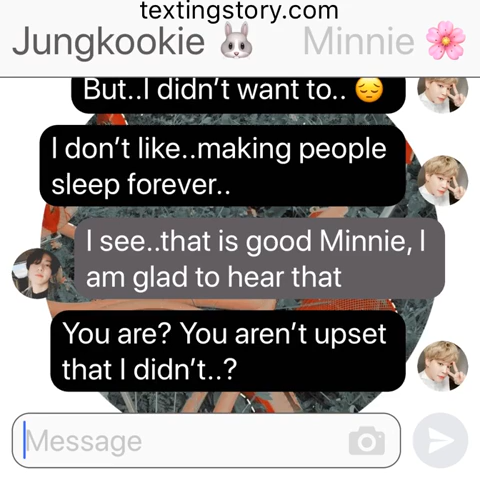 textingstory.com
Jungkookie 🐰 Minnie 🌸
But..I didn’t want to.. 😔
I don’t like..making people
sleep forever..
I see..that is good Minnie, I
am glad to hear that
You are? You aren’t upset
that I didn’t..?
Message